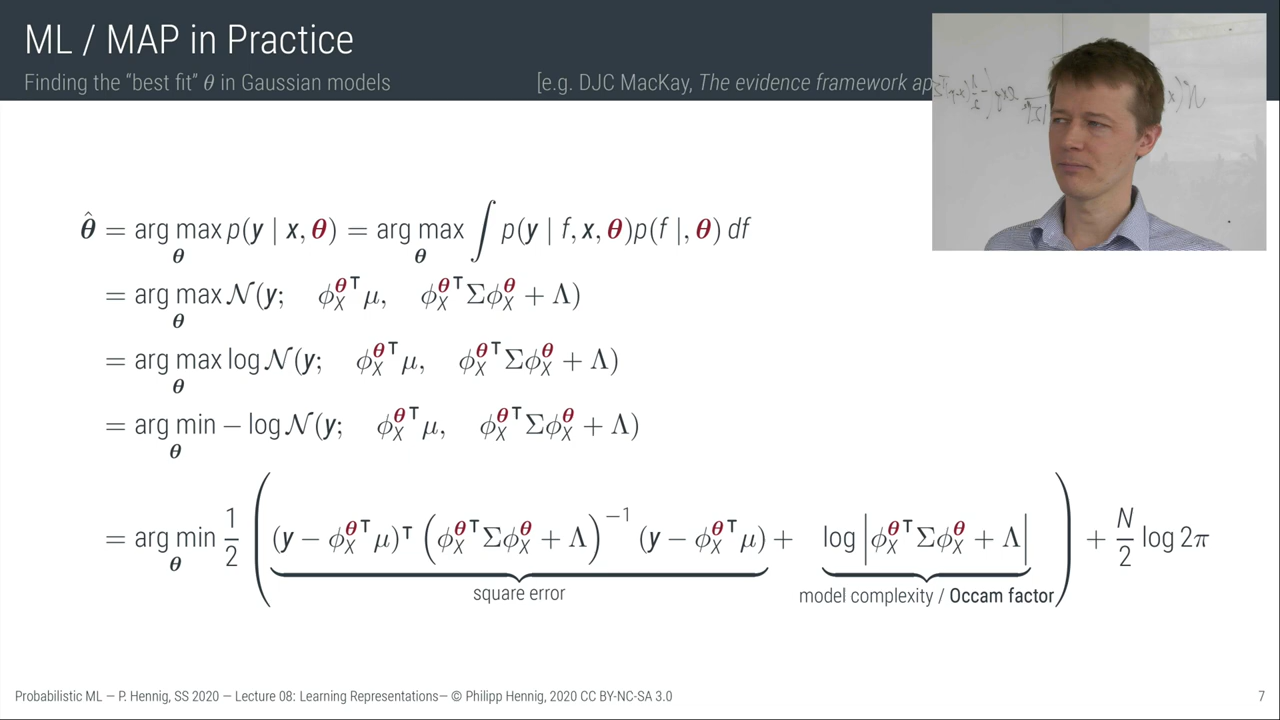 ML / MAP in Practice
Finding the “best fit” θ in Gaussian models [e.g. DJC MacKay, The evidence framework
θ̂ = arg max_θ p(y | x, θ) = arg max_θ ∫ p(y | f, x, θ)p(f |, θ) df
= arg max_θ 𝒩(y; ϕ_X^θ⊤ μ, ϕ_X^θ⊤ Σϕ_X^θ + Λ)
= arg max_θ log 𝒩(y; ϕ_X^θ⊤ μ, ϕ_X^θ⊤ Σϕ_X^θ + Λ)
= arg min_θ − log 𝒩(y; ϕ_X^θ⊤ μ, ϕ_X^θ⊤ Σϕ_X^θ + Λ)
= arg min_θ 1/2 ( (y − ϕ_X^θ⊤ μ)⊤ (ϕ_X^θ⊤ Σϕ_X^θ + Λ)^−1 (y − ϕ_X^θ⊤ μ) + log |ϕ_X^θ⊤ Σϕ_X^θ + Λ| ) + N/2 log 2π
square error model complexity / Occam factor
Probabilistic ML — P. Hennig, SS 2020 — Lecture 08: Learning Representations— © Philipp Hennig, 2020 CC BY-NC-SA 3.0 7